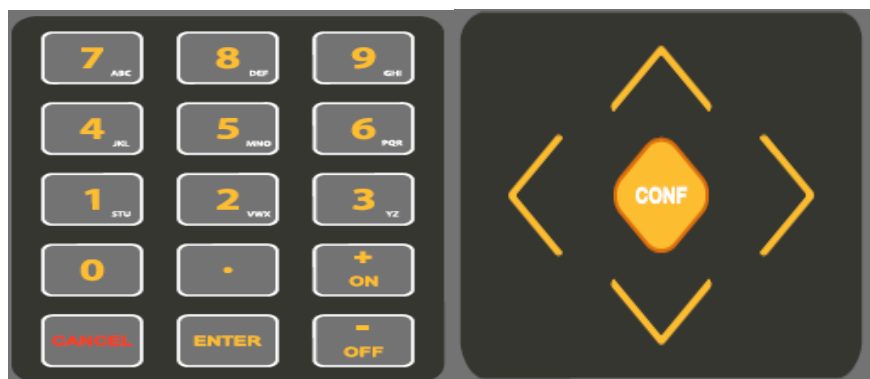 7 ABC 8 DEF 9 GHI
4 JKL 5 MNO 6 PQR
1 STU 2 VWX 3 YZ
0 . + ON
CANCEL ENTER - OFF
CONF